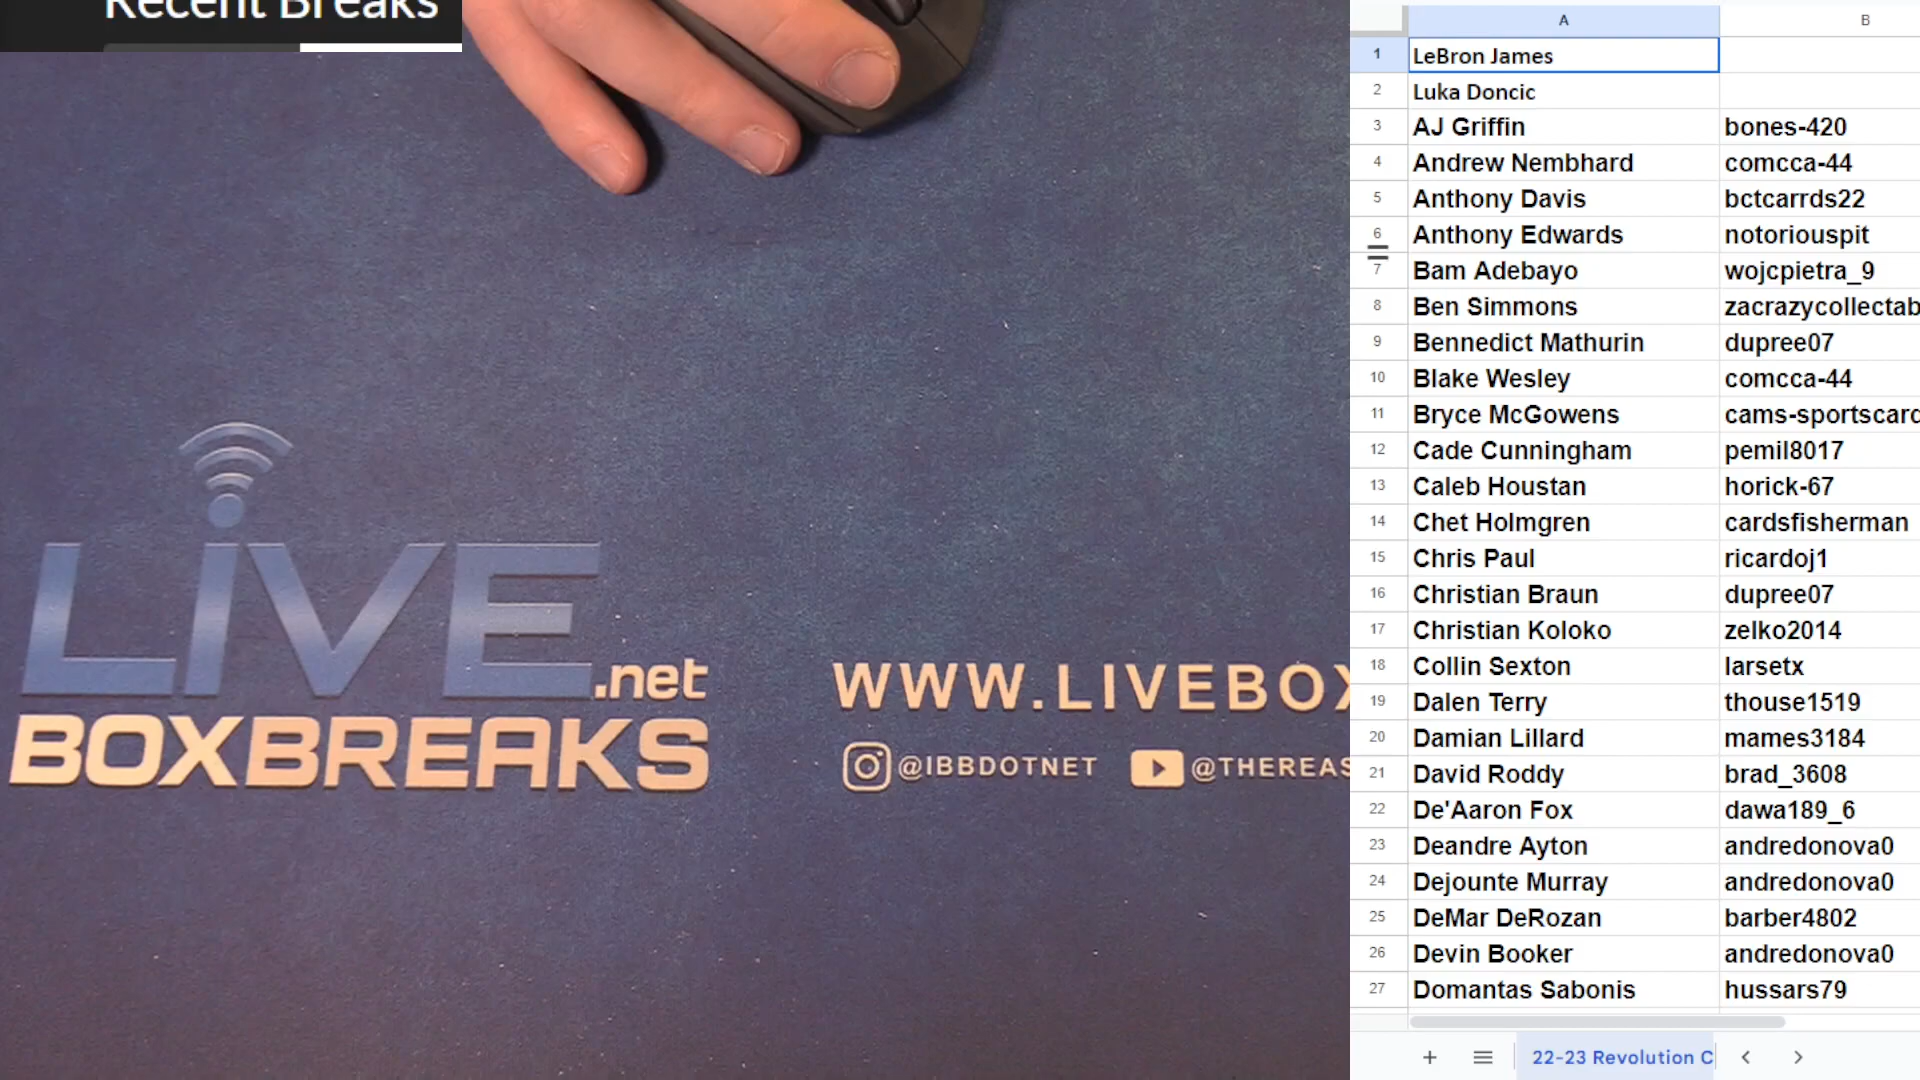 Recent Breaks
LiVE.net
BOXBREAKS
WWW.LIVEBOX
@IBBDOTNET @THEREAS
A B
1 LeBron James
2 Luka Doncic
3 AJ Griffin bones-420
4 Andrew Nembhard comcca-44
5 Anthony Davis bctcarrds22
6 Anthony Edwards notoriouspit
7 Bam Adebayo wojcpietra_9
8 Ben Simmons zacrazycollectab
9 Bennedict Mathurin dupree07
10 Blake Wesley comcca-44
11 Bryce McGowens cams-sportscard
12 Cade Cunningham pemil8017
13 Caleb Houstan horick-67
14 Chet Holmgren cardsfisherman
15 Chris Paul ricardoj1
16 Christian Braun dupree07
17 Christian Koloko zelko2014
18 Collin Sexton larsetx
19 Dalen Terry thouse1519
20 Damian Lillard mames3184
21 David Roddy brad_3608
22 De'Aaron Fox dawa189_6
23 Deandre Ayton andredonova0
24 Dejounte Murray andredonova0
25 DeMar DeRozan barber4802
26 Devin Booker andredonova0
27 Domantas Sabonis hussars79
22-23 Revolution C